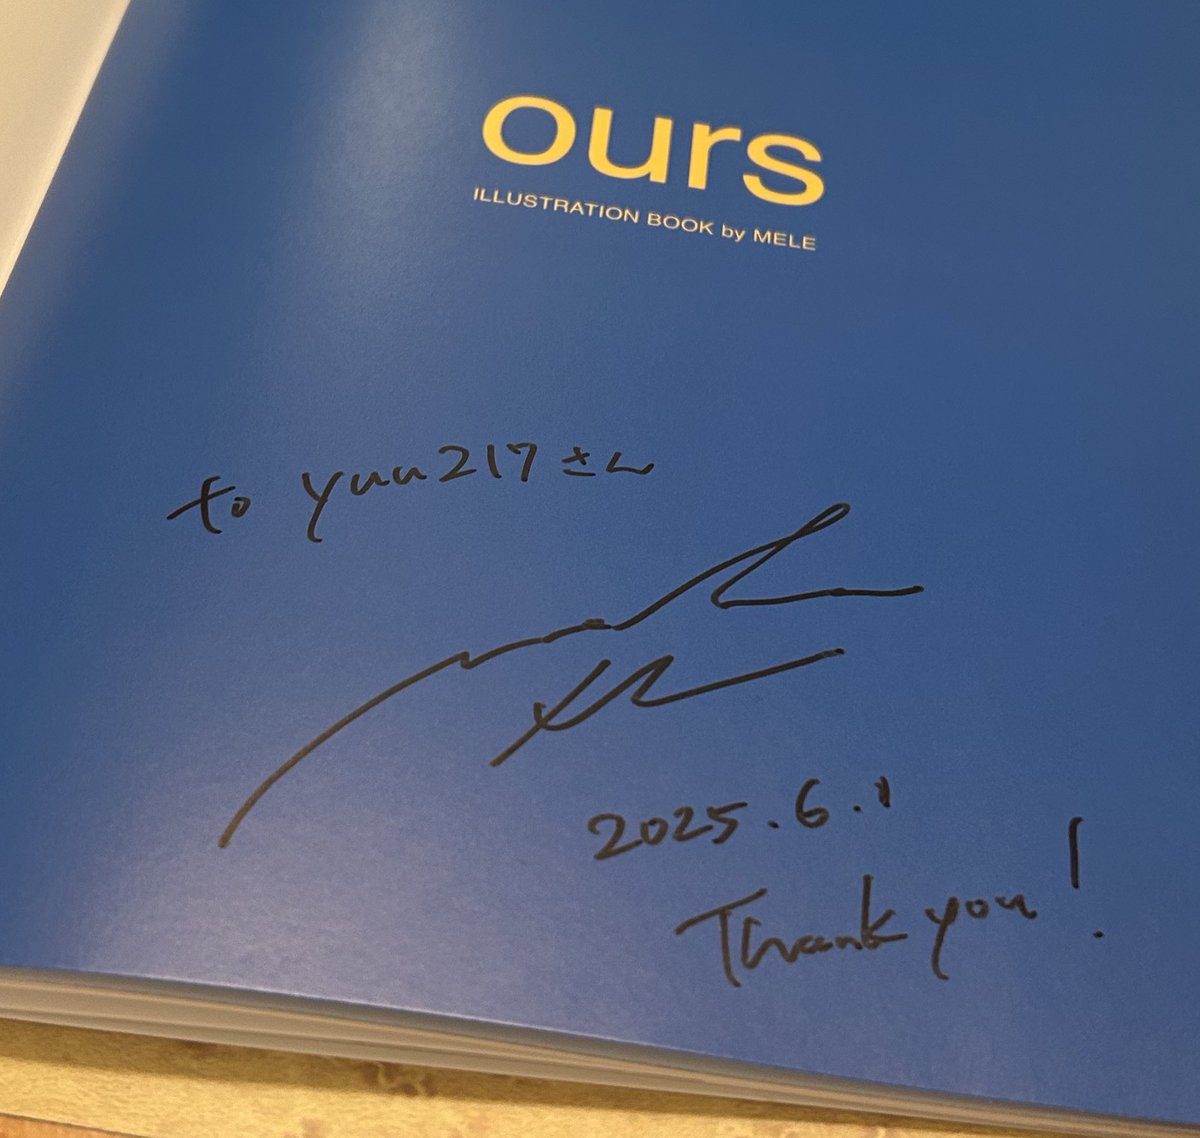 ours
ILLUSTRATION BOOK by MELE
to yuu217さん
2025.6.1
Thank you!